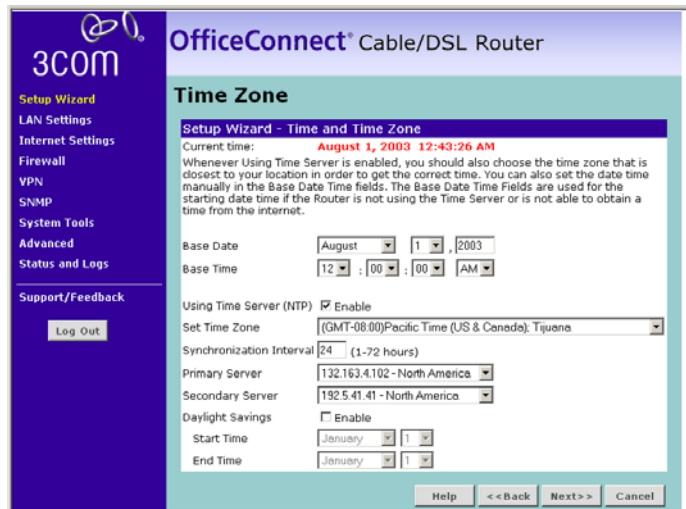 3COM
OfficeConnect® Cable/DSL Router
Setup Wizard
LAN Settings
Internet Settings
Firewall
VPN
SNMP
System Tools
Advanced
Status and Logs
Support/Feedback
Log Out
Time Zone
Setup Wizard - Time and Time Zone
Current time: August 1, 2003 12:43:26 AM
Whenever Using Time Server is enabled, you should also choose the time zone that is
closest to your location in order to get the correct time. You can also set the date time
manually in the Base Date Time fields. The Base Date Time Fields are used for the
starting date time if the Router is not using the Time Server or is not able to obtain a
time from the internet.
Base Date August 1 , 2003
Base Time 12 : 00 : 00 AM
Using Time Server (NTP) Enable
Set Time Zone (GMT-08:00)Pacific Time (US & Canada); Tijuana
Synchronization Interval 24 (1-72 hours)
Primary Server 132.163.4.102 - North America
Secondary Server 192.5.41.41 - North America
Daylight Savings Enable
Start Time January 1
End Time January 1
Help <<Back Next>> Cancel